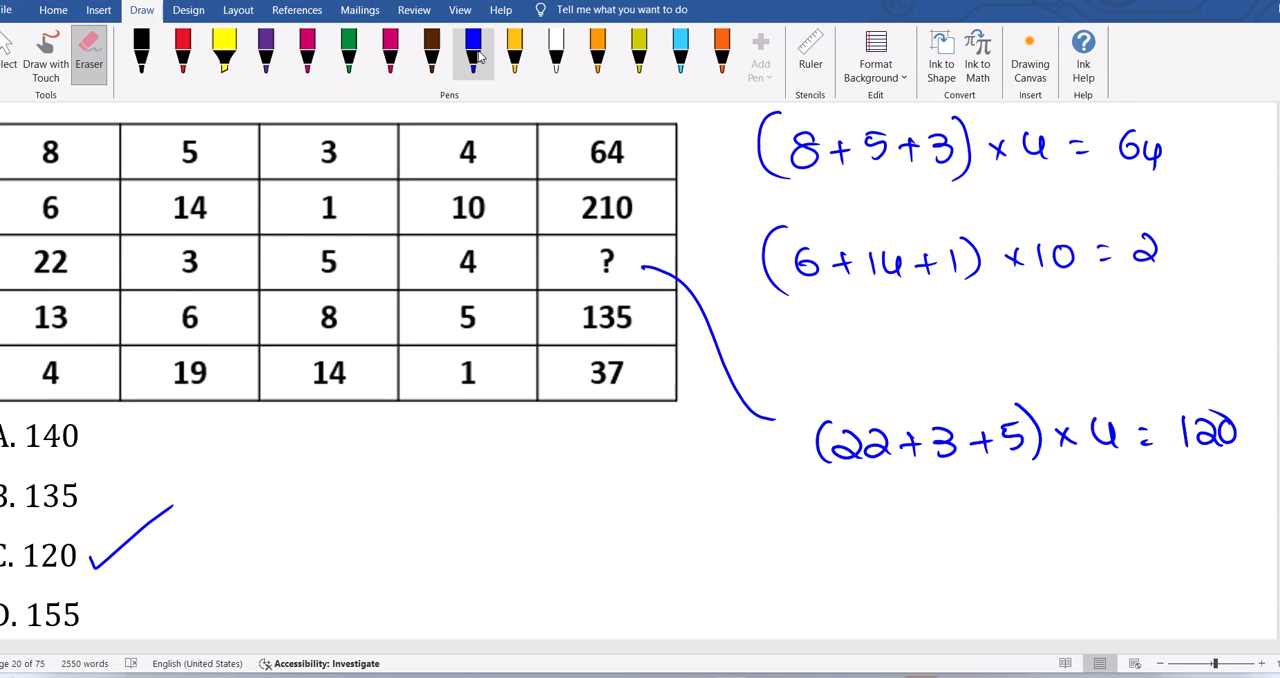 ile Home Insert Draw Design Layout References Mailings Review View Help Tell me what you want to do
lect Draw with Touch Eraser Add Pen Ruler Format Background Ink to Shape Ink to Math Drawing Canvas Ink Help
Tools Pens Stencils Edit Convert Insert Help
8 5 3 4 64
6 14 1 10 210
22 3 5 4 ?
13 6 8 5 135
4 19 14 1 37
A. 140
B. 135
C. 120
D. 155
(8+5+3) × 4 = 64
(6+14+1) × 10 = 2
(22+3+5) × 4 = 120
ge 20 of 75 2550 words English (United States) Accessibility: Investigate